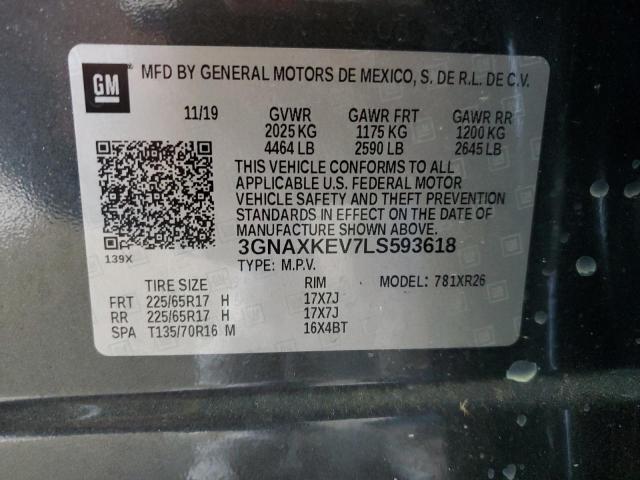 GM
MFD BY GENERAL MOTORS DE MEXICO, S. DE R.L. DE C.V.
11/19 GVWR GAWR FRT GAWR RR
2025 KG 1175 KG 1200 KG
4464 LB 2590 LB 2645 LB
THIS VEHICLE CONFORMS TO ALL
APPLICABLE U.S. FEDERAL MOTOR
VEHICLE SAFETY AND THEFT PREVENTION
STANDARDS IN EFFECT ON THE DATE OF
MANUFACTURE SHOWN ABOVE.
3GNAXKEV7LS593618
139X
TYPE: M.P.V.
TIRE SIZE RIM MODEL: 781XR26
FRT 225/65R17 H 17X7J
RR 225/65R17 H 17X7J
SPA T135/70R16 M 16X4BT